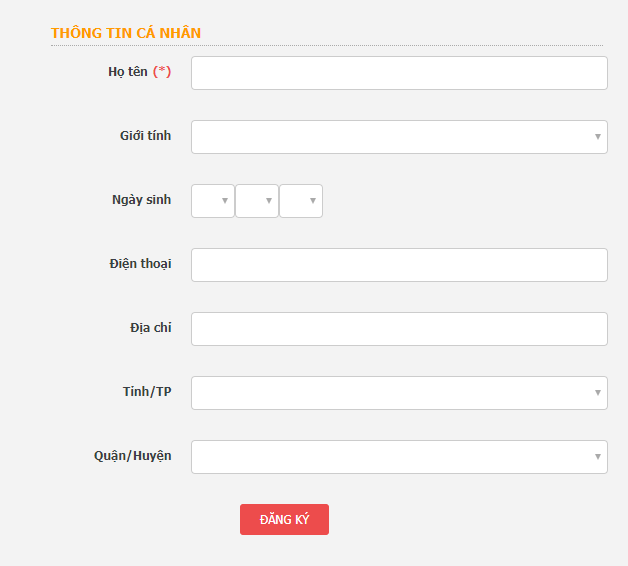 THÔNG TIN CÁ NHÂN
Họ tên (*)
Giới tính
Ngày sinh
Điện thoại
Địa chỉ
Tỉnh/TP
Quận/Huyện
ĐĂNG KÝ